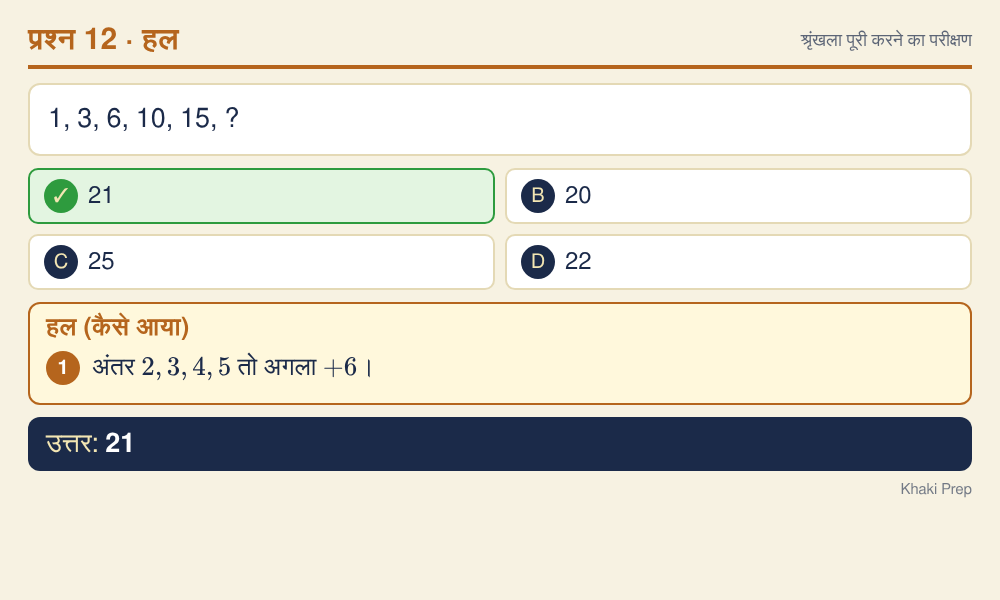 प्रश्न 12 · हल
श्रृंखला पूरी करने का परीक्षण
1, 3, 6, 10, 15, ?
✓ 21
B 20
C 25
D 22
हल (कैसे आया)
1 अंतर 2, 3, 4, 5 तो अगला +6।
उत्तर: 21
Khaki Prep